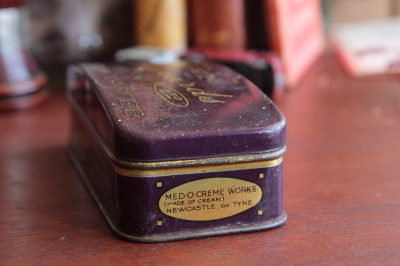 MED-O-CREME WORKS
(MADE OF CREAM)
NEWCASTLE, ON TYNE